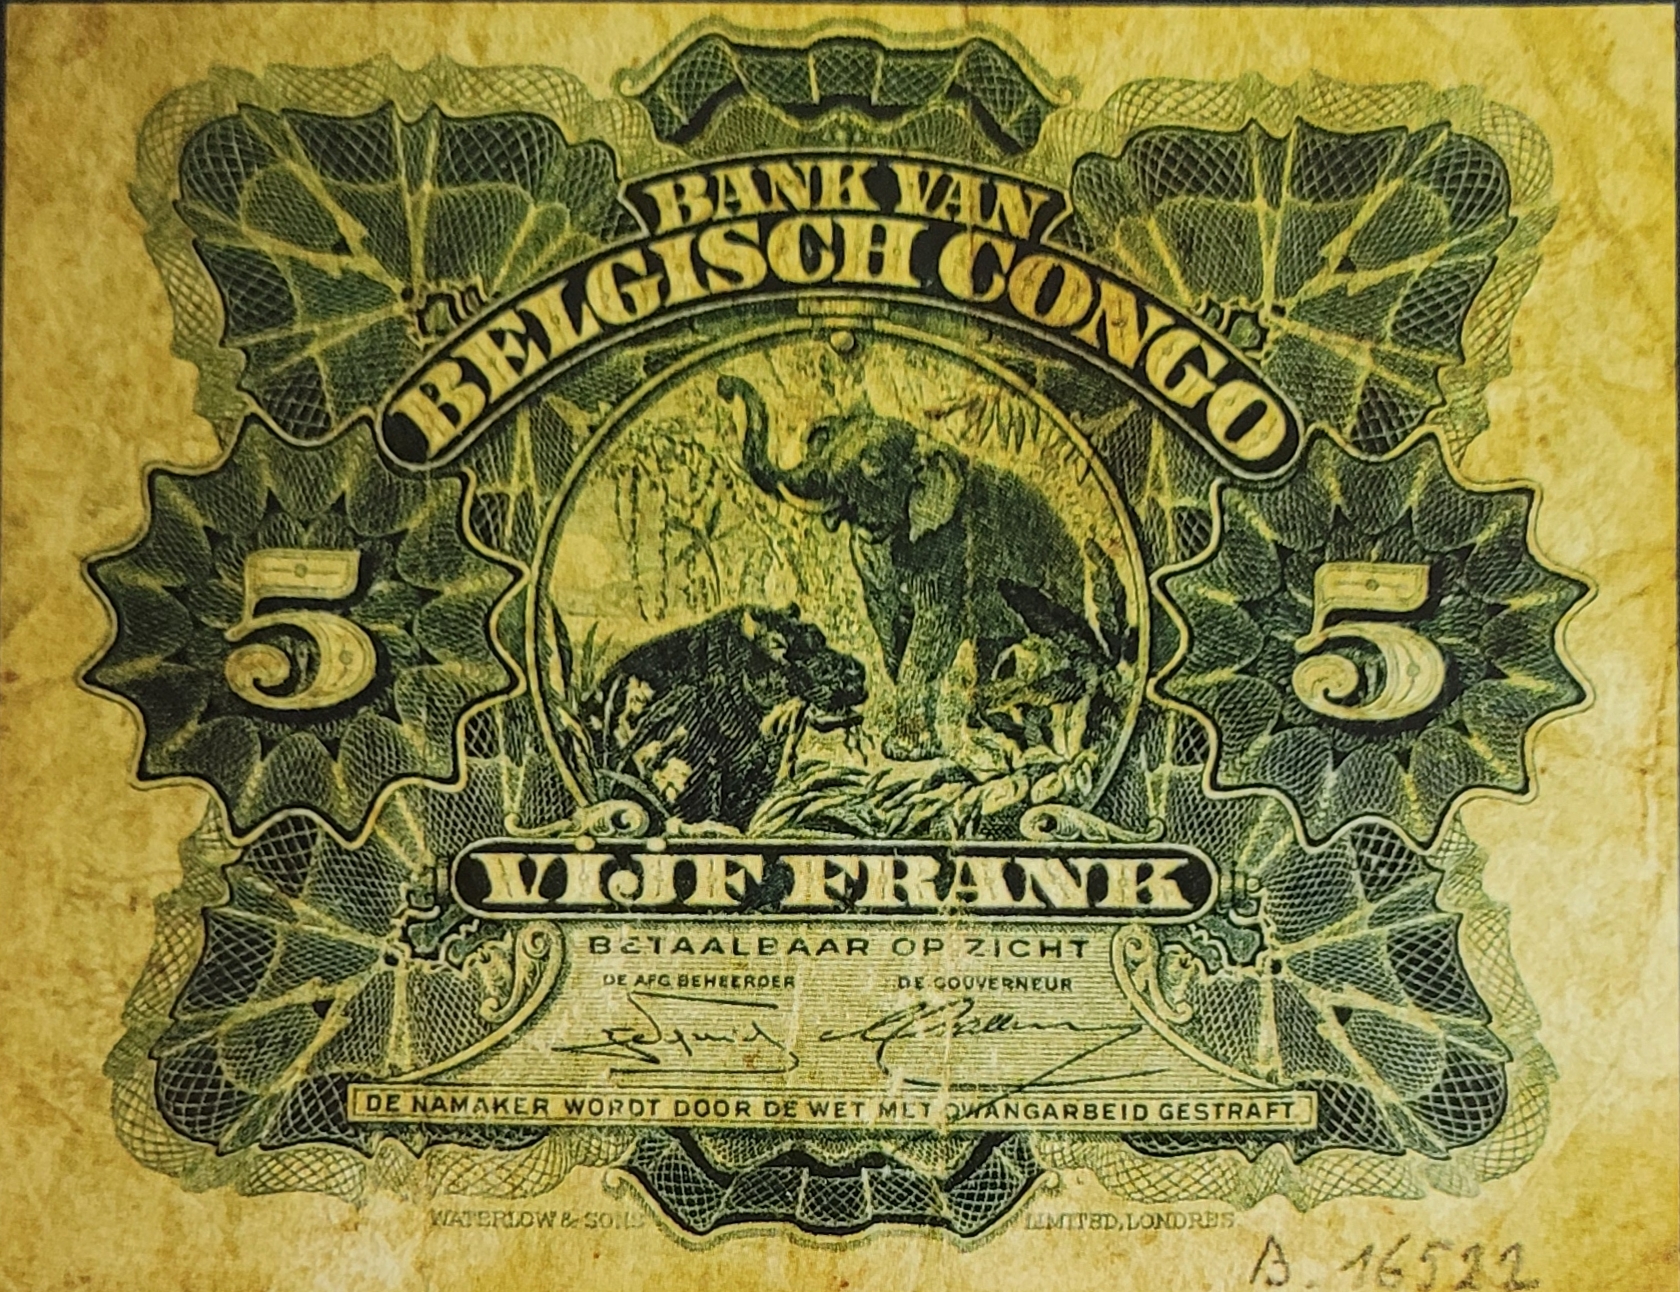 BANK VAN
BELGISCH CONGO
5 5
VIJF FRANK
BETAALBAAR OP ZICHT
DE AFG BEHEERDER DE GOUVERNEUR
DE NAMAKER WORDT DOOR DE WET MET DWANGARBEID GESTRAFT.
WATERLOW & SONS LIMITED, LONDRES
A. 16522